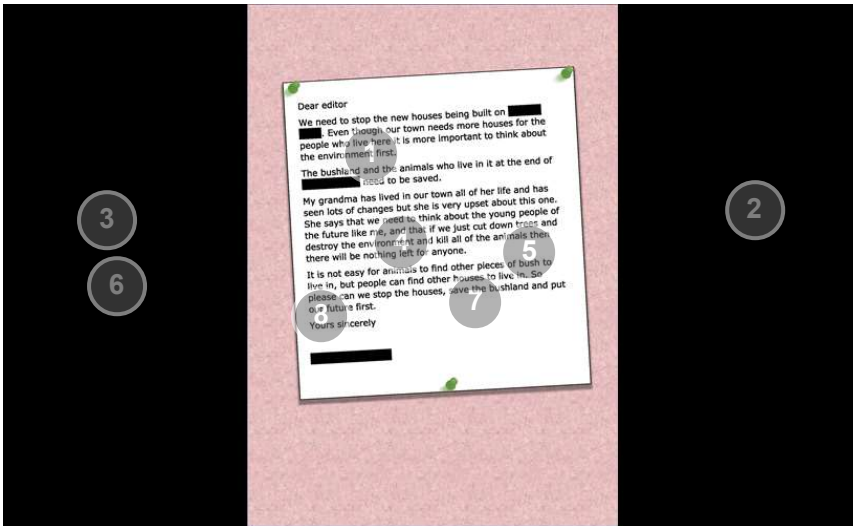 Dear editor
We need to stop the new houses being built on
. Even though our town needs more houses for the
people who live here it is more important to think about
the environment first.
The bushland and the animals who live in it at the end of
need to be saved.
My grandma has lived in our town all of her life and has
seen lots of changes but she is very upset about this one.
She says that we need to think about the young people of
the future like me, and that if we just cut down trees and
destroy the environment and kill all of the animals then
there will be nothing left for anyone.
It is not easy for animals to find other pieces of bush to
live in, but people can find other houses to live in. So
please can we stop the houses, save the bushland and put
our future first.
Yours sincerely
1
2
3
4
5
6
7
8